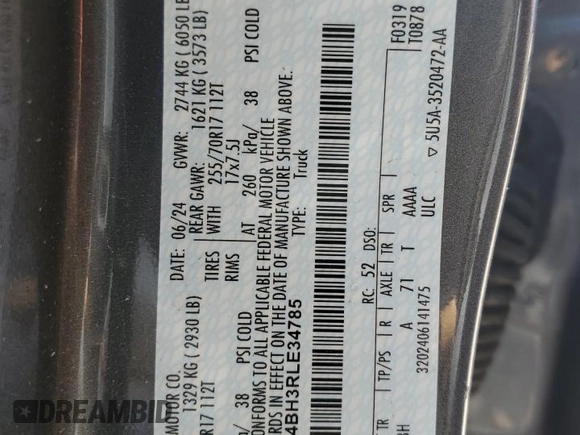 MOTOR CO.
DATE: 06/24 GVWR: 2744 KG ( 6050 LB
1329 KG ( 2930 LB) REAR GAWR: 1621 KG ( 3573 LB)
R17 112T TIRES WITH 255/70R17 112T
RIMS 17x7.5J
38 PSI COLD AT 260 kPa/ 38 PSI COLD
CONFORMS TO ALL APPLICABLE FEDERAL MOTOR VEHICLE
RDS IN EFFECT ON THE DATE OF MANUFACTURE SHOWN ABOVE.
4BH3RLE34785 TYPE: Truck
F0319
RC: 52 DSO: T0878
TR TP/PS R AXLE TR SPR
A 71 T AAAA
3202406141475 ULC
▽ 5U5A-3520472-AA
DREAMBID